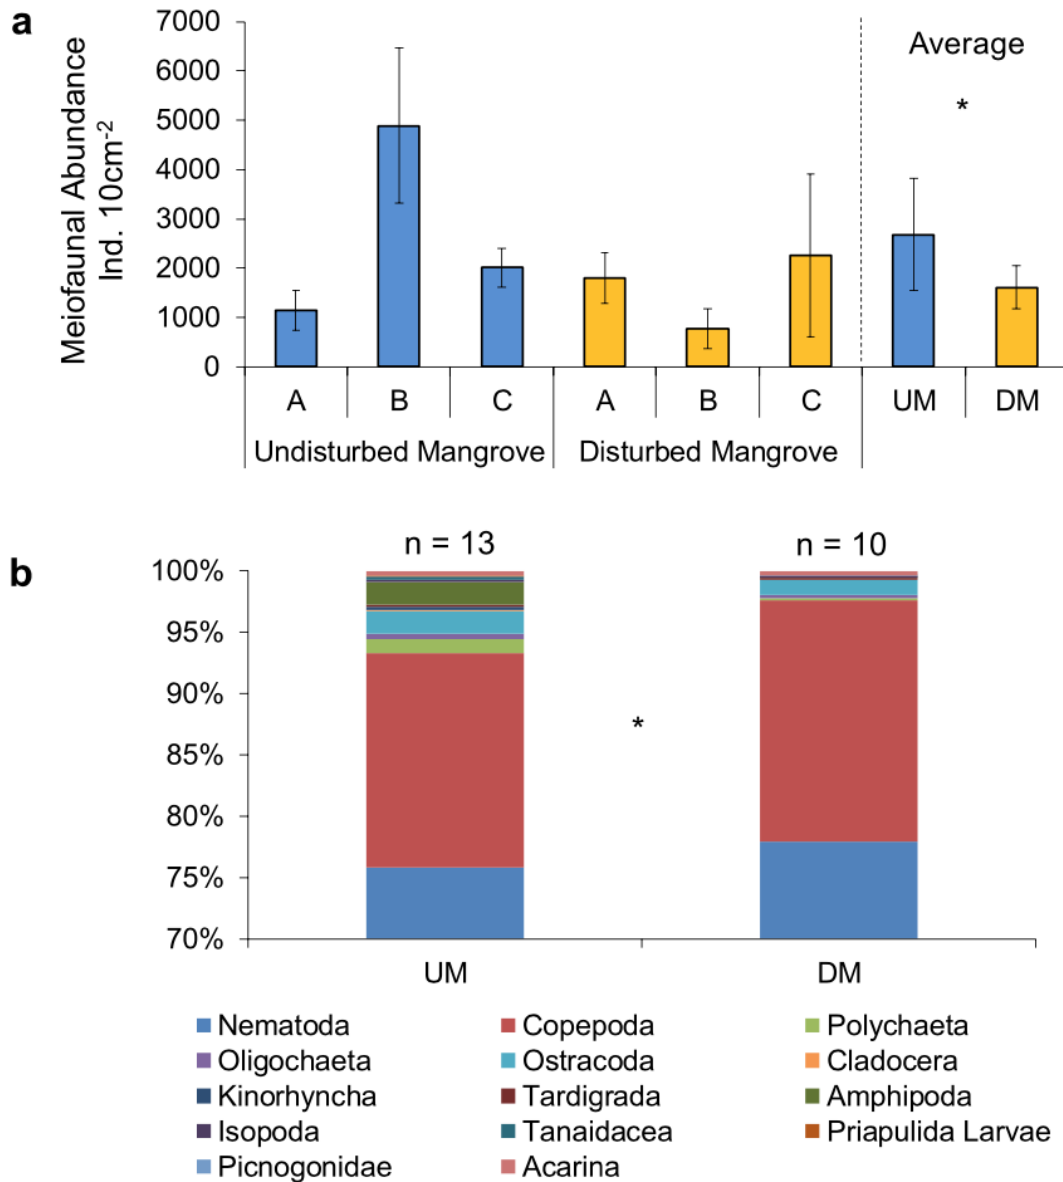 a
Meiofaunal Abundance
Ind. 10cm-2
7000
6000
5000
4000
3000
2000
1000
0
Average
*
A B C A B C UM DM
Undisturbed Mangrove Disturbed Mangrove
b
n = 13 n = 10
100%
95%
90%
85%
80%
75%
70%
*
UM DM
Nematoda Copepoda Polychaeta
Oligochaeta Ostracoda Cladocera
Kinorhyncha Tardigrada Amphipoda
Isopoda Tanaidacea Priapulida Larvae
Picnogonidae Acarina